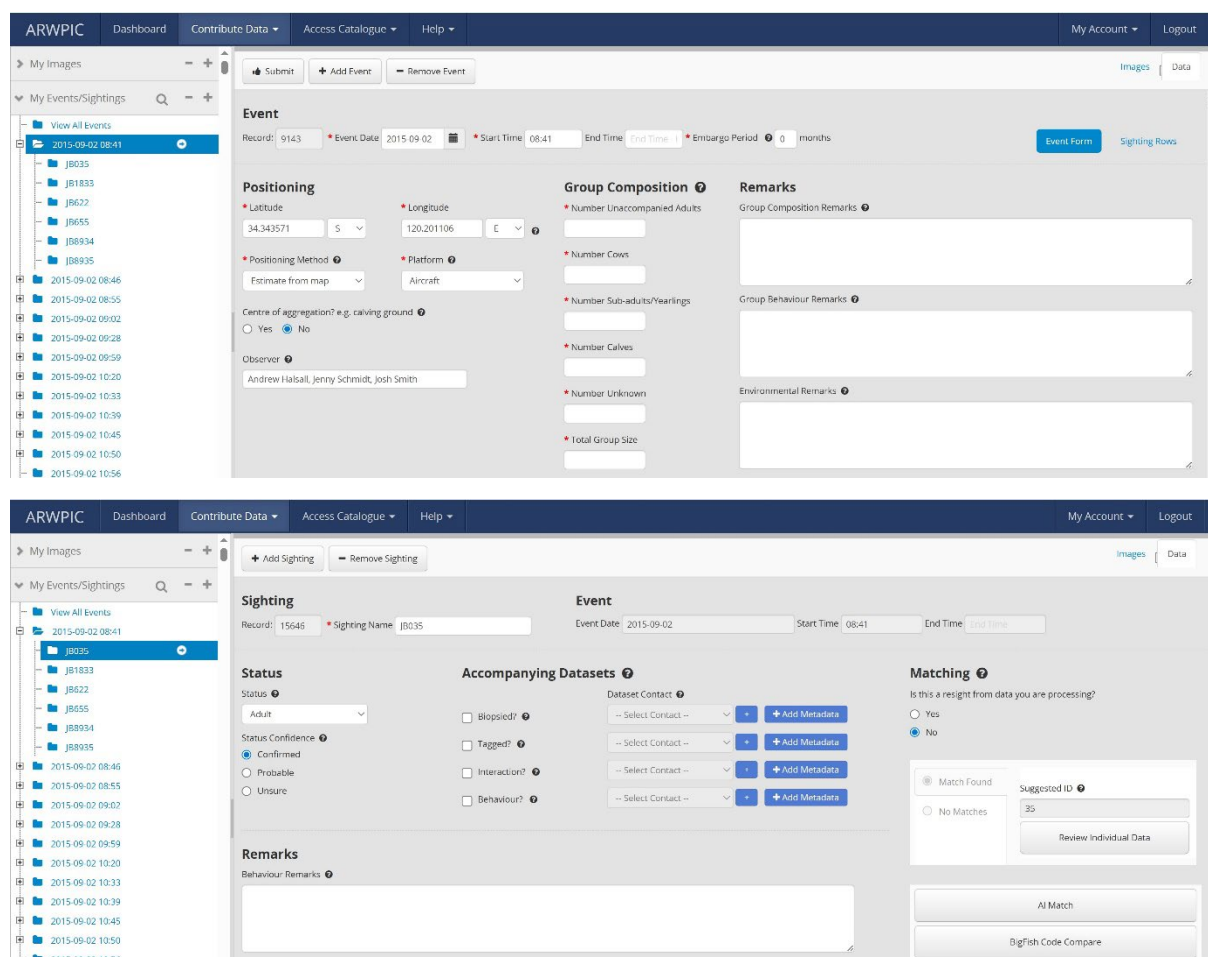 ARWPIC Dashboard Contribute Data Access Catalogue Help My Account Logout
My Images
My Events/Sightings
View All Events
2015-09-02 08:41
JB035
JB1833
JB622
JB655
JB8934
JB8935
2015-09-02 08:46
2015-09-02 08:55
2015-09-02 09:02
2015-09-02 09:28
2015-09-02 09:59
2015-09-02 10:20
2015-09-02 10:33
2015-09-02 10:39
2015-09-02 10:45
2015-09-02 10:50
2015-09-02 10:56
Submit + Add Event − Remove Event Images Data
Event
Record: 9143 * Event Date 2015-09-02 * Start Time 08:41 End Time End Time * Embargo Period 0 months
Event Form Sighting Rows
Positioning
* Latitude * Longitude
34.343571 S 120.201106 E
* Positioning Method * Platform
Estimate from map Aircraft
Centre of aggregation? e.g. calving ground
Yes No
Observer
Andrew Halsall, Jenny Schmidt, Josh Smith
Group Composition
* Number Unaccompanied Adults
* Number Cows
* Number Sub-adults/Yearlings
* Number Calves
* Number Unknown
* Total Group Size
Remarks
Group Composition Remarks
Group Behaviour Remarks
Environmental Remarks
ARWPIC Dashboard Contribute Data Access Catalogue Help My Account Logout
My Images
My Events/Sightings
View All Events
2015-09-02 08:41
JB035
JB1833
JB622
JB655
JB8934
JB8935
2015-09-02 08:46
2015-09-02 08:55
2015-09-02 09:02
2015-09-02 09:28
2015-09-02 09:59
2015-09-02 10:20
2015-09-02 10:33
2015-09-02 10:39
2015-09-02 10:45
2015-09-02 10:50
+ Add Sighting − Remove Sighting Images Data
Sighting
Record: 15646 * Sighting Name JB035
Event
Event Date 2015-09-02 Start Time 08:41 End Time End Time
Status
Status
Adult
Status Confidence
Confirmed
Probable
Unsure
Accompanying Datasets
Dataset Contact
Biopsied? -- Select Contact -- + + Add Metadata
Tagged? -- Select Contact -- + + Add Metadata
Interaction? -- Select Contact -- + + Add Metadata
Behaviour? -- Select Contact -- + + Add Metadata
Remarks
Behaviour Remarks
Matching
Is this a resight from data you are processing?
Yes
No
Match Found
No Matches
Suggested ID
35
Review Individual Data
AI Match
BigFish Code Compare